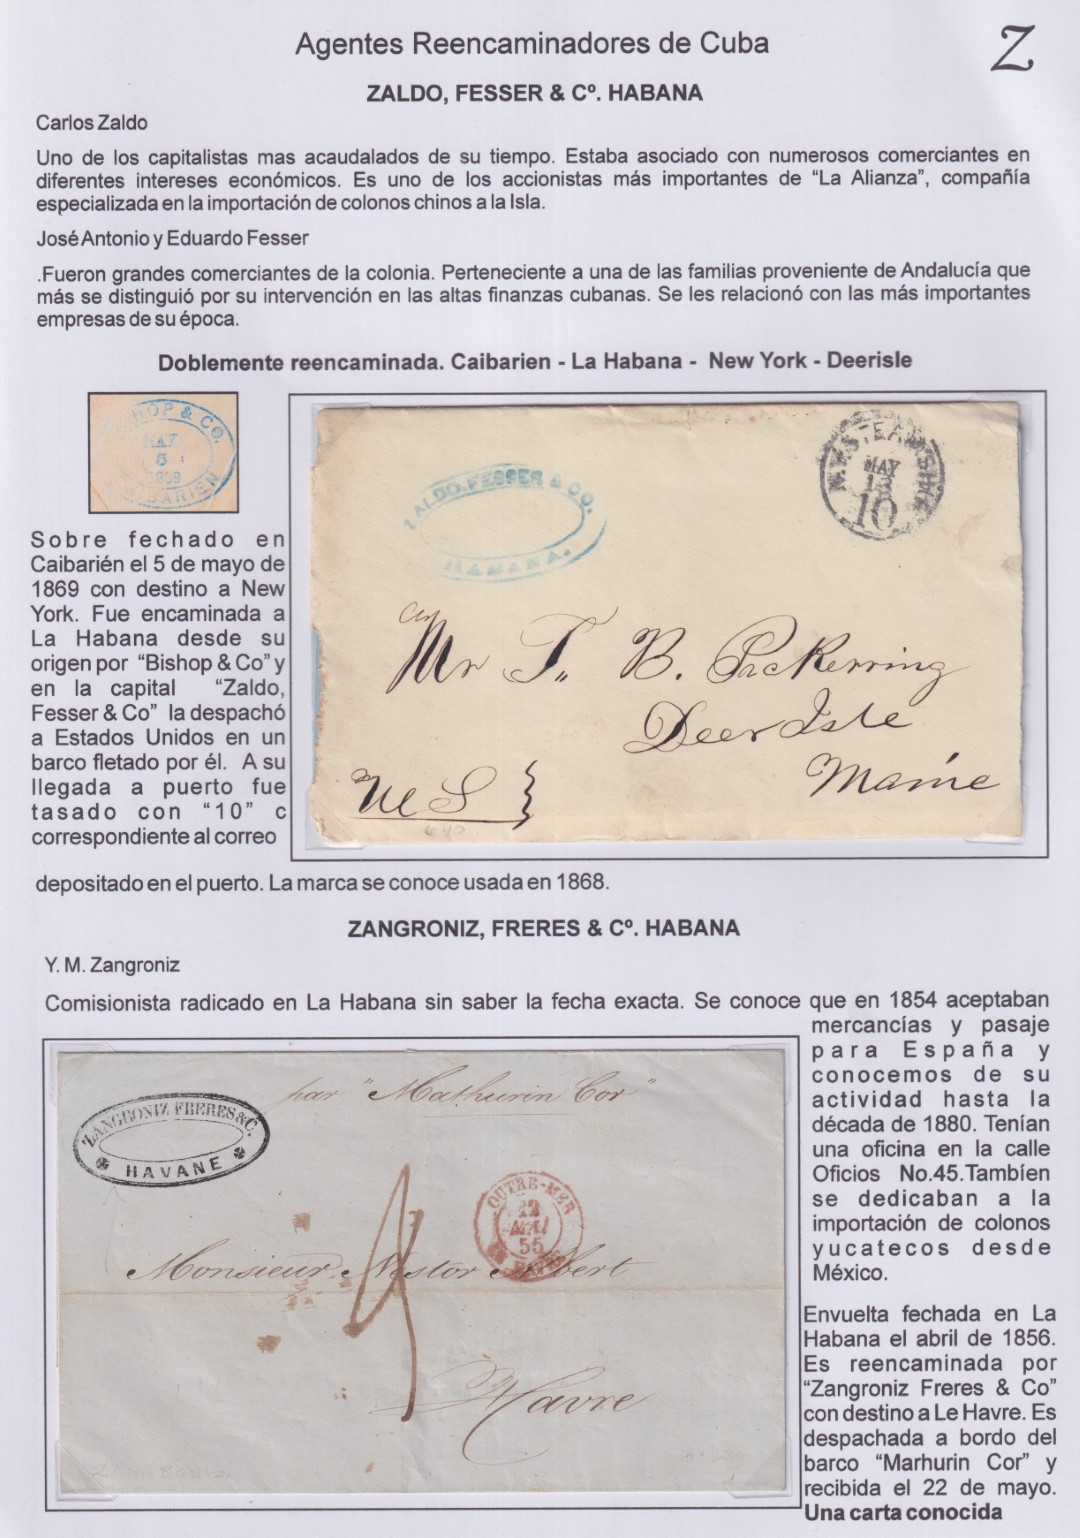 Agentes Reencaminadores de Cuba
Z
ZALDO, FESSER & Cº. HABANA
Carlos Zaldo
Uno de los capitalistas mas acaudalados de su tiempo. Estaba asociado con numerosos comerciantes en
diferentes intereses económicos. Es uno de los accionistas más importantes de “La Alianza”, compañía
especializada en la importación de colonos chinos a la Isla.
José Antonio y Eduardo Fesser
.Fueron grandes comerciantes de la colonia. Perteneciente a una de las familias proveniente de Andalucía que
más se distinguió por su intervención en las altas finanzas cubanas. Se les relacionó con las más importantes
empresas de su época.
Doblemente reencaminada. Caibarien - La Habana - New York - Deerisle
HOP & CO.
5
CAIBARIEN
Sobre fechado en
Caibarién el 5 de mayo de
1869 con destino a New
York. Fue encaminada a
La Habana desde su
origen por “Bishop & Co” y
en la capital “Zaldo,
Fesser & Co” la despachó
a Estados Unidos en un
barco fletado por él. A su
llegada a puerto fue
tasado con “10” c
correspondiente al correo
depositado en el puerto. La marca se conoce usada en 1868.
ZALDO, FESSER & CO.
HABANA.
N.Y. STEAMSHIP
MAY
13
10
Mr T. B. Packerring
Deer Isle
Maine
U S
ZANGRONIZ, FRERES & Cº. HABANA
Y. M. Zangroniz
Comisionista radicado en La Habana sin saber la fecha exacta. Se conoce que en 1854 aceptaban
mercancías y pasaje
para España y
conocemos de su
actividad hasta la
década de 1880. Tenían
una oficina en la calle
Oficios No.45.Tambíen
se dedicaban a la
importación de colonos
yucatecos desde
México.
Envuelta fechada en La
Habana el abril de 1856.
Es reencaminada por
“Zangroniz Freres & Co”
con destino a Le Havre. Es
despachada a bordo del
barco “Marhurin Cor” y
recibida el 22 de mayo.
Una carta conocida
par "Mathurin Cor"
ZANGRONIZ FRERES & C.
HAVANE
OUTRE-MER
22
MAI
56
Monsieur Nestor Albert
Havre
ZANGRONIZ